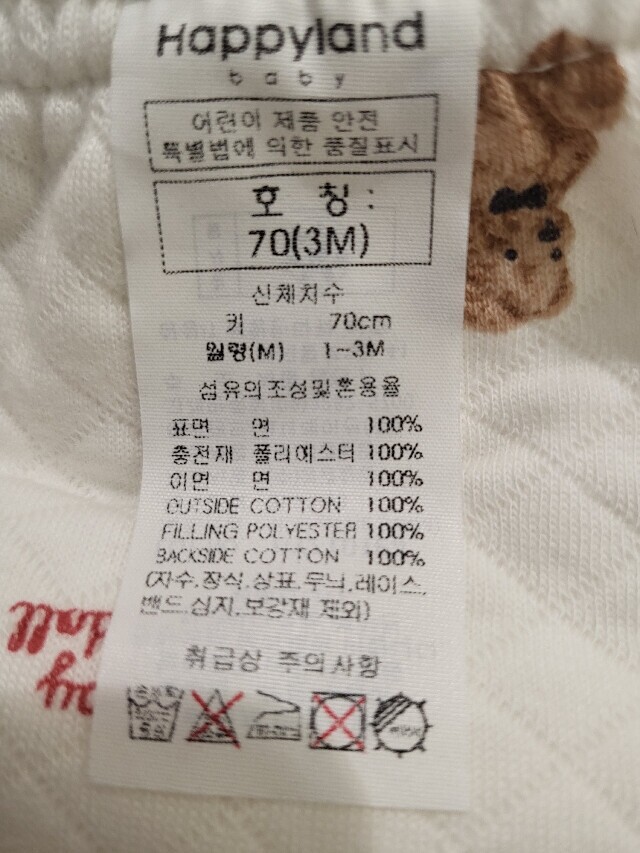 Happyland
baby
어린이 제품 안전
특별법에 의한 품질표시
호 칭 :
70(3M)
신체치수
키 70cm
월령(M) 1~3M
섬유의조성및혼용율
표면 면 100%
충전재 폴리에스터 100%
이면 면 100%
OUTSIDE COTTON 100%
FILLING POLYESTER 100%
BACKSIDE COTTON 100%
(자수,장식,상표,무늬,레이스,
밴드,심지,보강재 제외)
취급상 주의사항